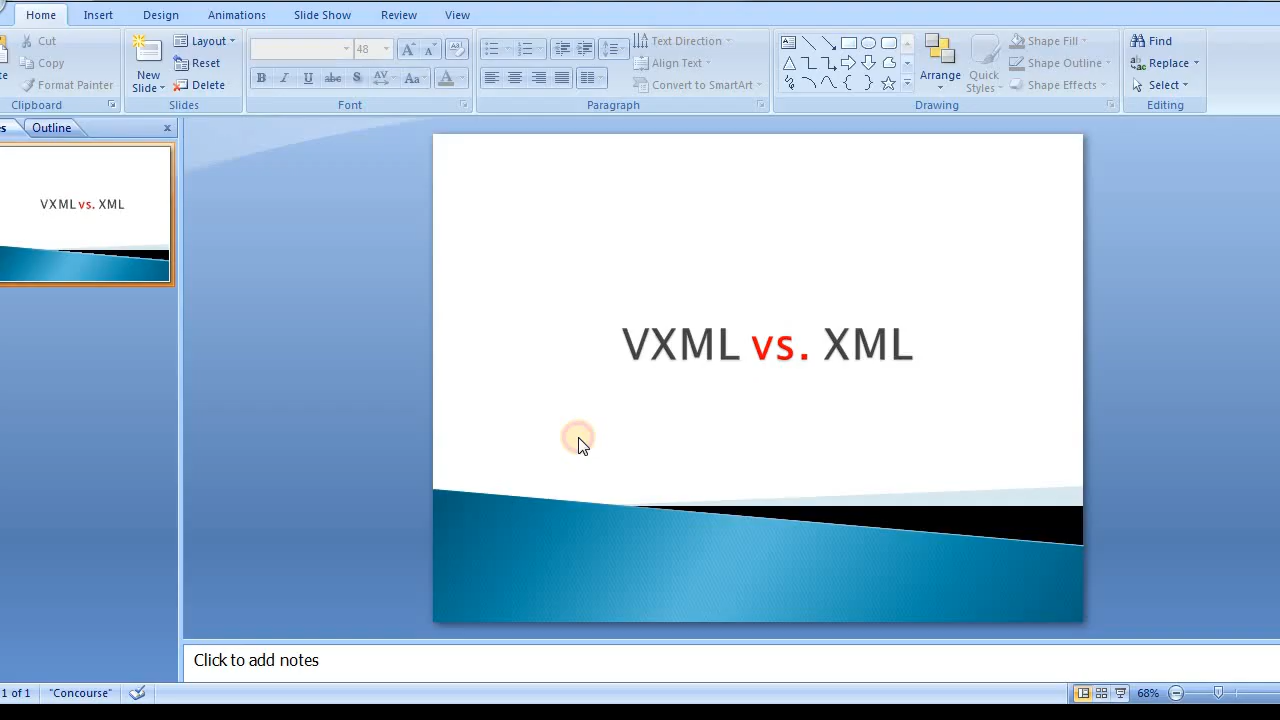 Home Insert Design Animations Slide Show Review View
Cut
Copy
Format Painter
Clipboard
New Slide
Layout
Reset
Delete
Slides
48
B I U abc S AV Aa A
Font
Text Direction
Align Text
Convert to SmartArt
Paragraph
Arrange
Quick Styles
Shape Fill
Shape Outline
Shape Effects
Drawing
Find
Replace
Select
Editing
Outline
VXML vs. XML
VXML vs. XML
Click to add notes
1 of 1 "Concourse" 68%